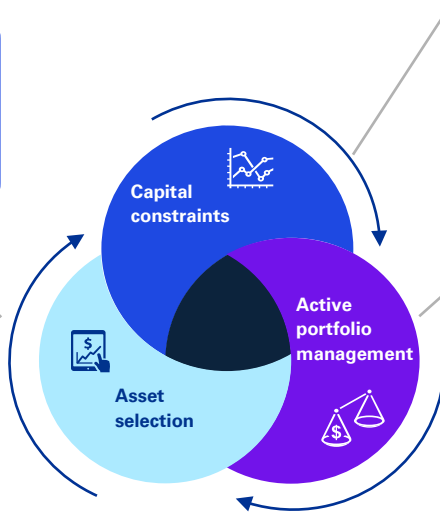 Capital
constraints
Active
portfolio
management
Asset
selection
$
$